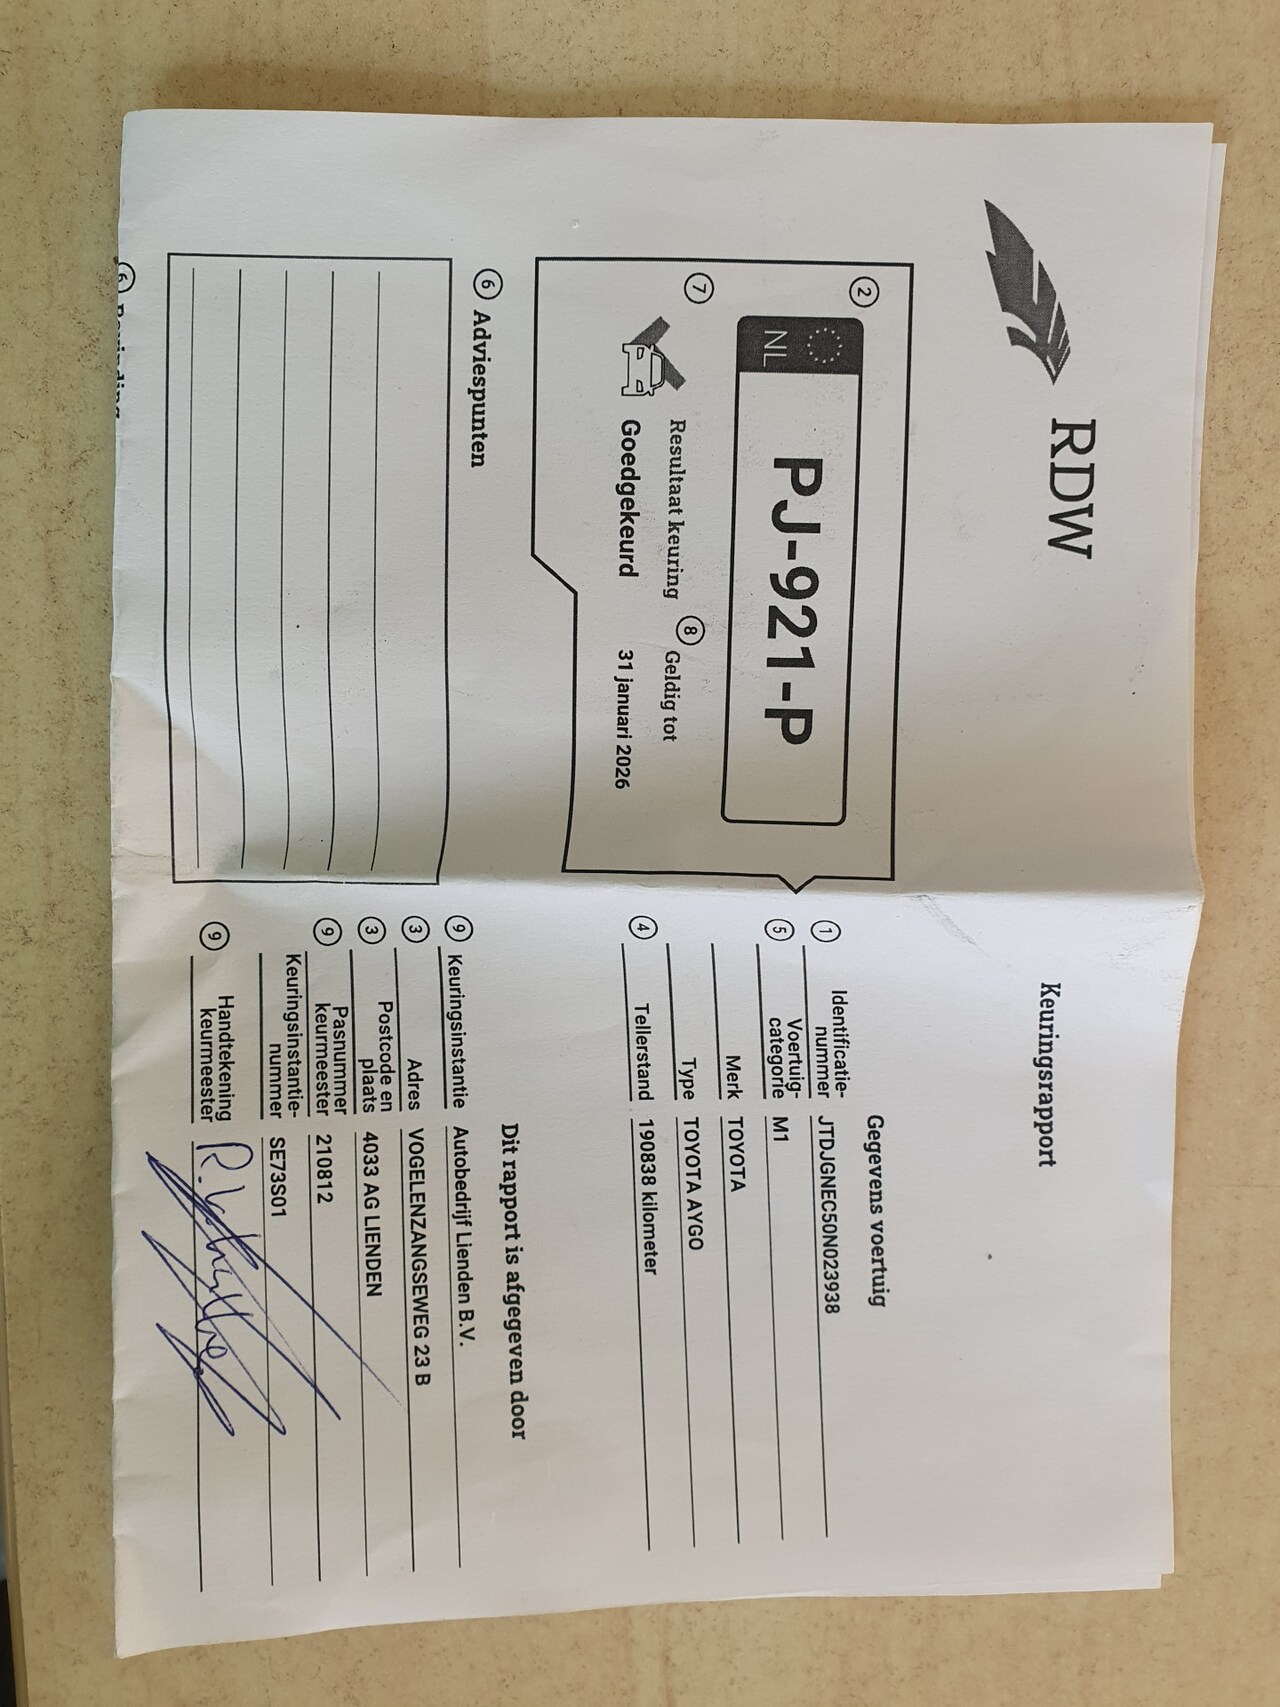 RDW
Keuringsrapport
2
NL
PJ-921-P
7 Resultaat keuring
Goedgekeurd
8 Geldig tot
31 januari 2026
6 Adviespunten
6 Bevinding
Gegevens voertuig
1 Identificatie-
nummer JTDJGNEC50N023938
5 Voertuig-
categorie M1
Merk TOYOTA
Type TOYOTA AYGO
4 Tellerstand 190838 kilometer
Dit rapport is afgegeven door
9 Keuringsinstantie Autobedrijf Lienden B.V.
3 Adres VOGELENZANGSEWEG 23 B
3 Postcode en
plaats 4033 AG LIENDEN
9 Pasnummer
keurmeester 210812
Keuringsinstantie-
nummer SE73S01
9 Handtekening
keurmeester